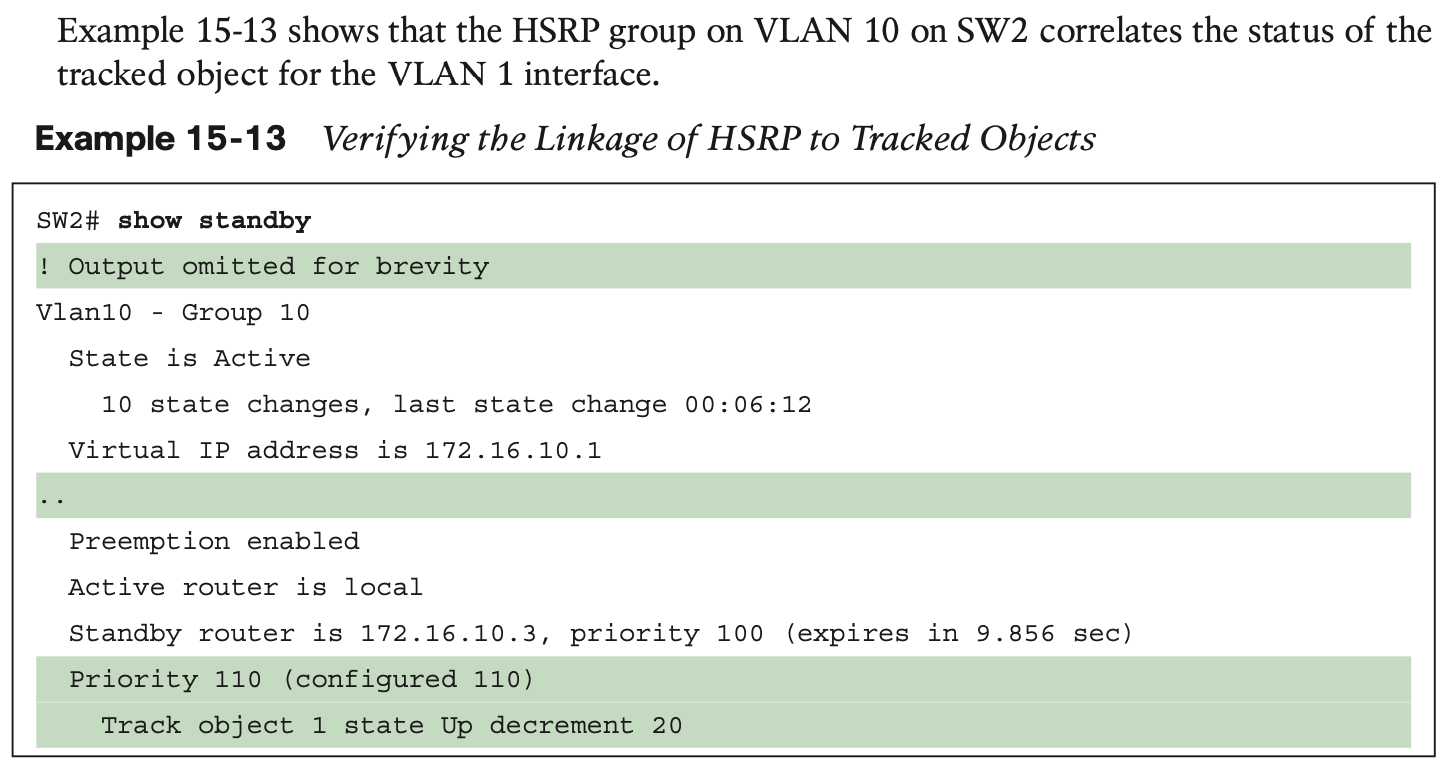 Example 15-13 shows that the HSRP group on VLAN 10 on SW2 correlates the status of the
tracked object for the VLAN 1 interface.
Example 15-13 Verifying the Linkage of HSRP to Tracked Objects
SW2# show standby
! Output omitted for brevity
Vlan10 - Group 10
State is Active
10 state changes, last state change 00:06:12
Virtual IP address is 172.16.10.1
..
Preemption enabled
Active router is local
Standby router is 172.16.10.3, priority 100 (expires in 9.856 sec)
Priority 110 (configured 110)
Track object 1 state Up decrement 20